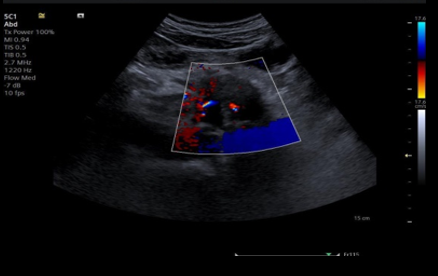 SC1
Abd
Tx Power 100%
MI 0.94
TIS 0.5
TIB 0.5
2.7 MHz
1220 Hz
Flow Med
-7 dB
10 fps
17.6
17.6
cm/s
15 cm